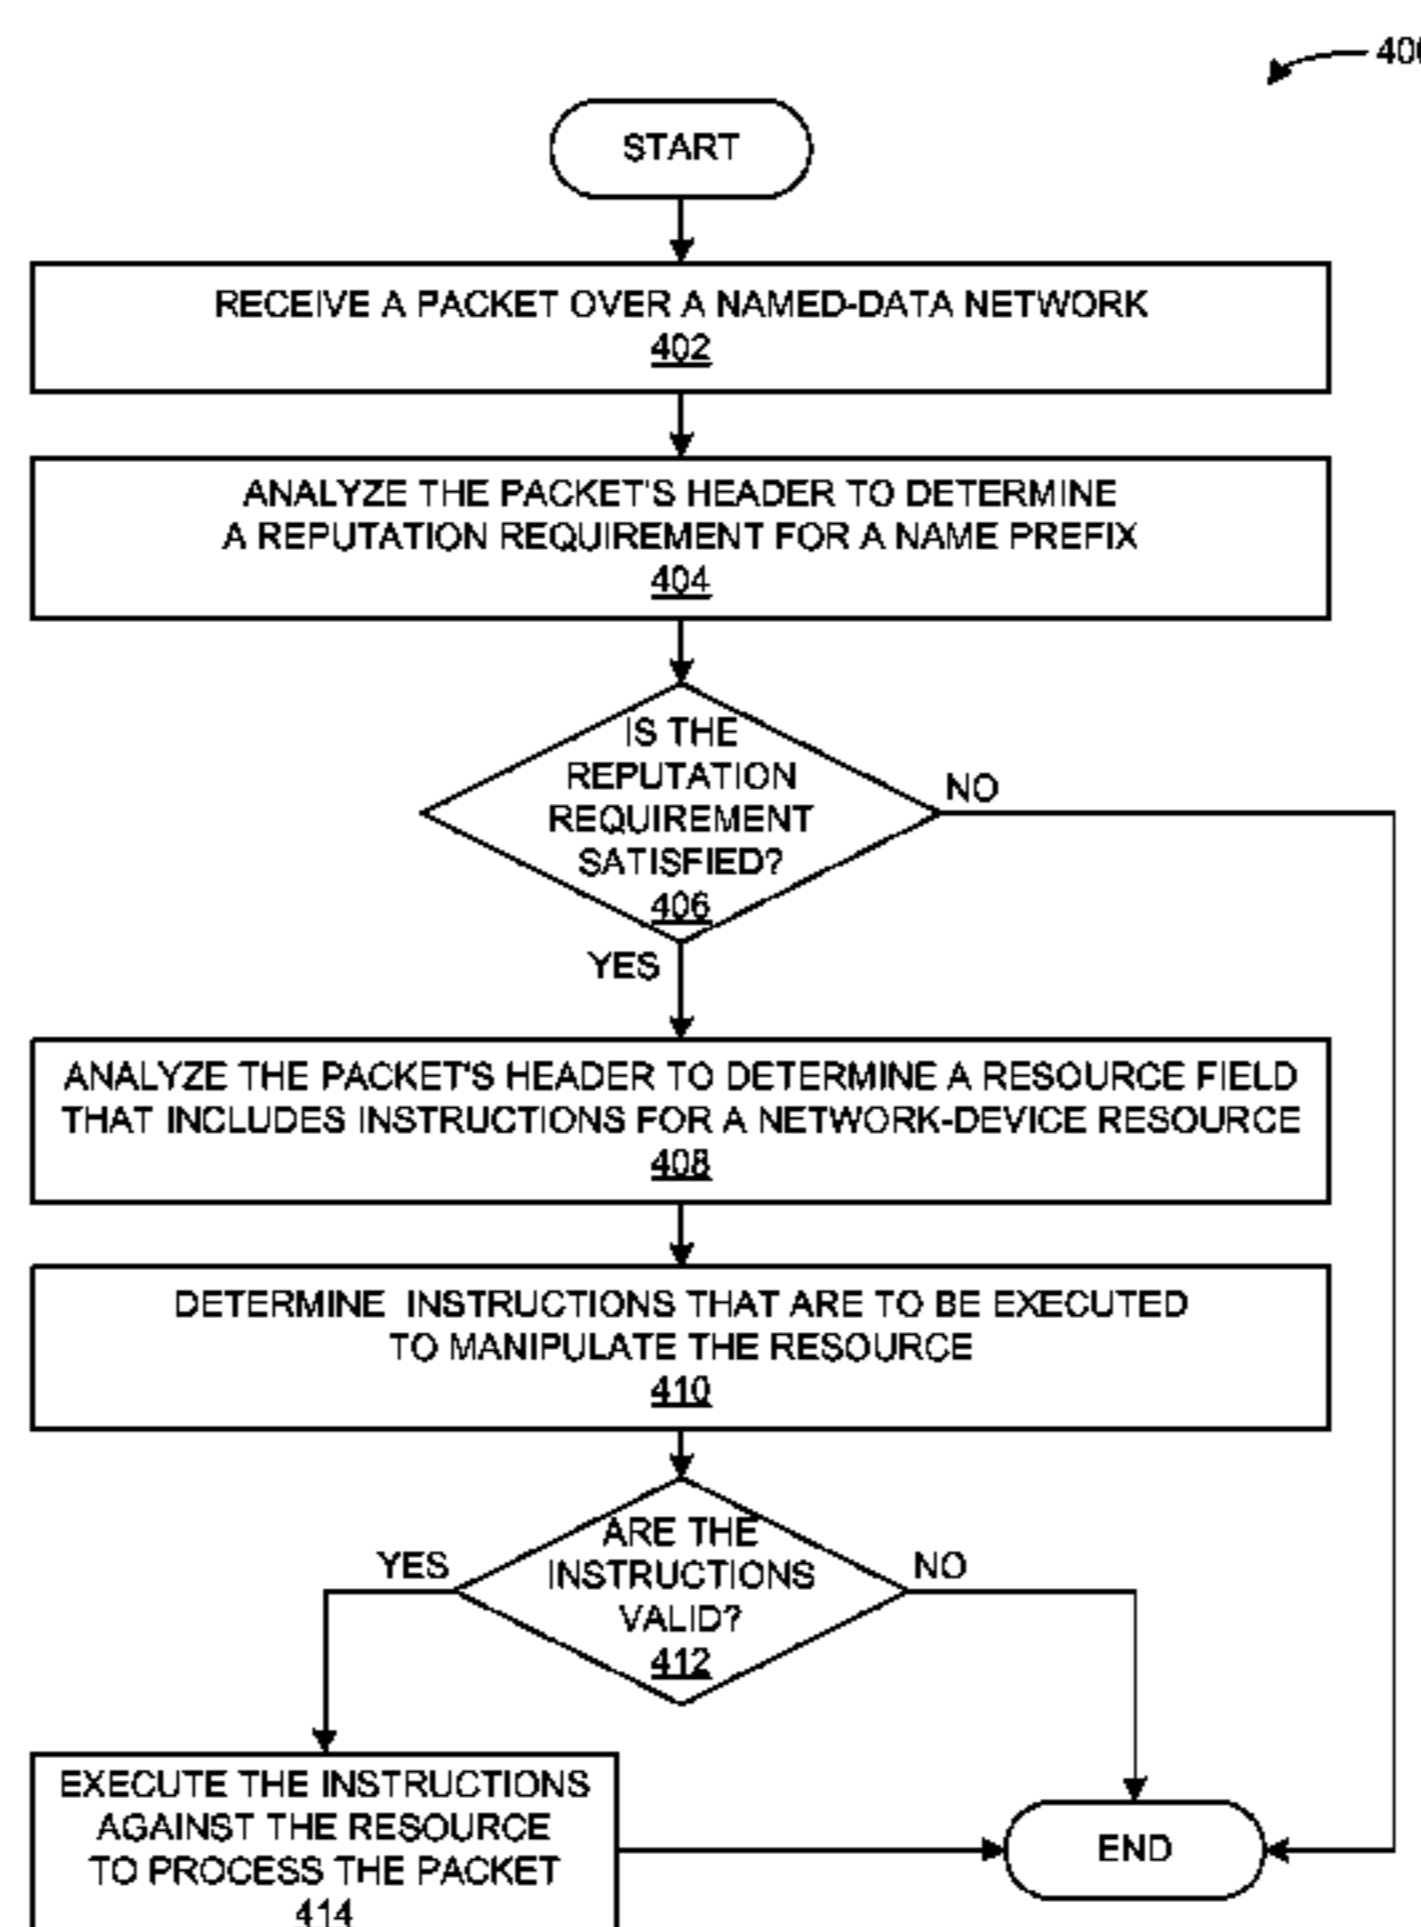 400
START
RECEIVE A PACKET OVER A NAMED-DATA NETWORK
402
ANALYZE THE PACKET'S HEADER TO DETERMINE
A REPUTATION REQUIREMENT FOR A NAME PREFIX
404
IS THE
REPUTATION
REQUIREMENT
SATISFIED?
406
NO
YES
ANALYZE THE PACKET'S HEADER TO DETERMINE A RESOURCE FIELD
THAT INCLUDES INSTRUCTIONS FOR A NETWORK-DEVICE RESOURCE
408
DETERMINE INSTRUCTIONS THAT ARE TO BE EXECUTED
TO MANIPULATE THE RESOURCE
410
ARE THE
INSTRUCTIONS
VALID?
412
YES
NO
EXECUTE THE INSTRUCTIONS
AGAINST THE RESOURCE
TO PROCESS THE PACKET
414
END